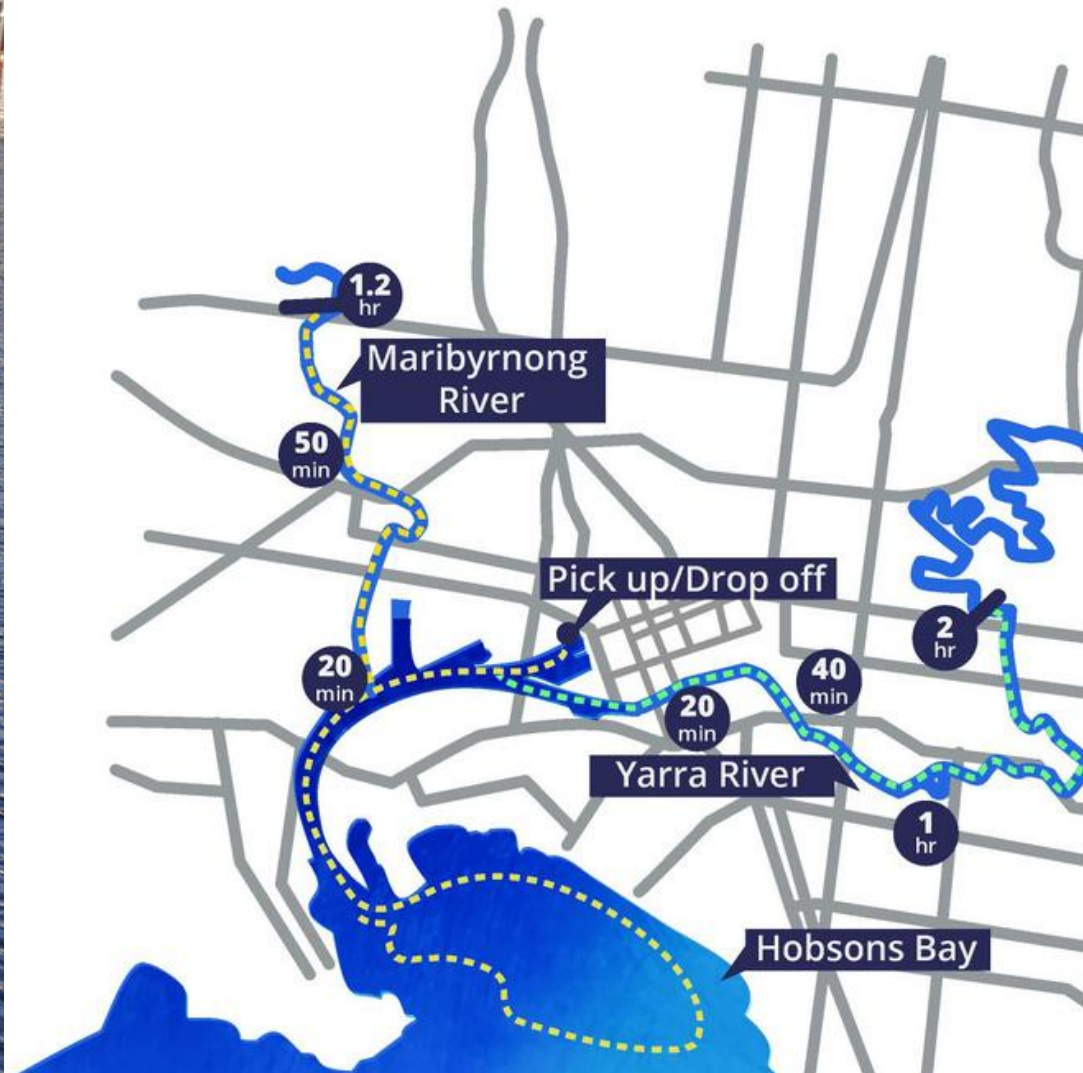 1.2
hr
Maribyrnong
River
50
min
Pick up/Drop off
2
hr
20
min
40
min
20
min
Yarra River
1
hr
Hobsons Bay